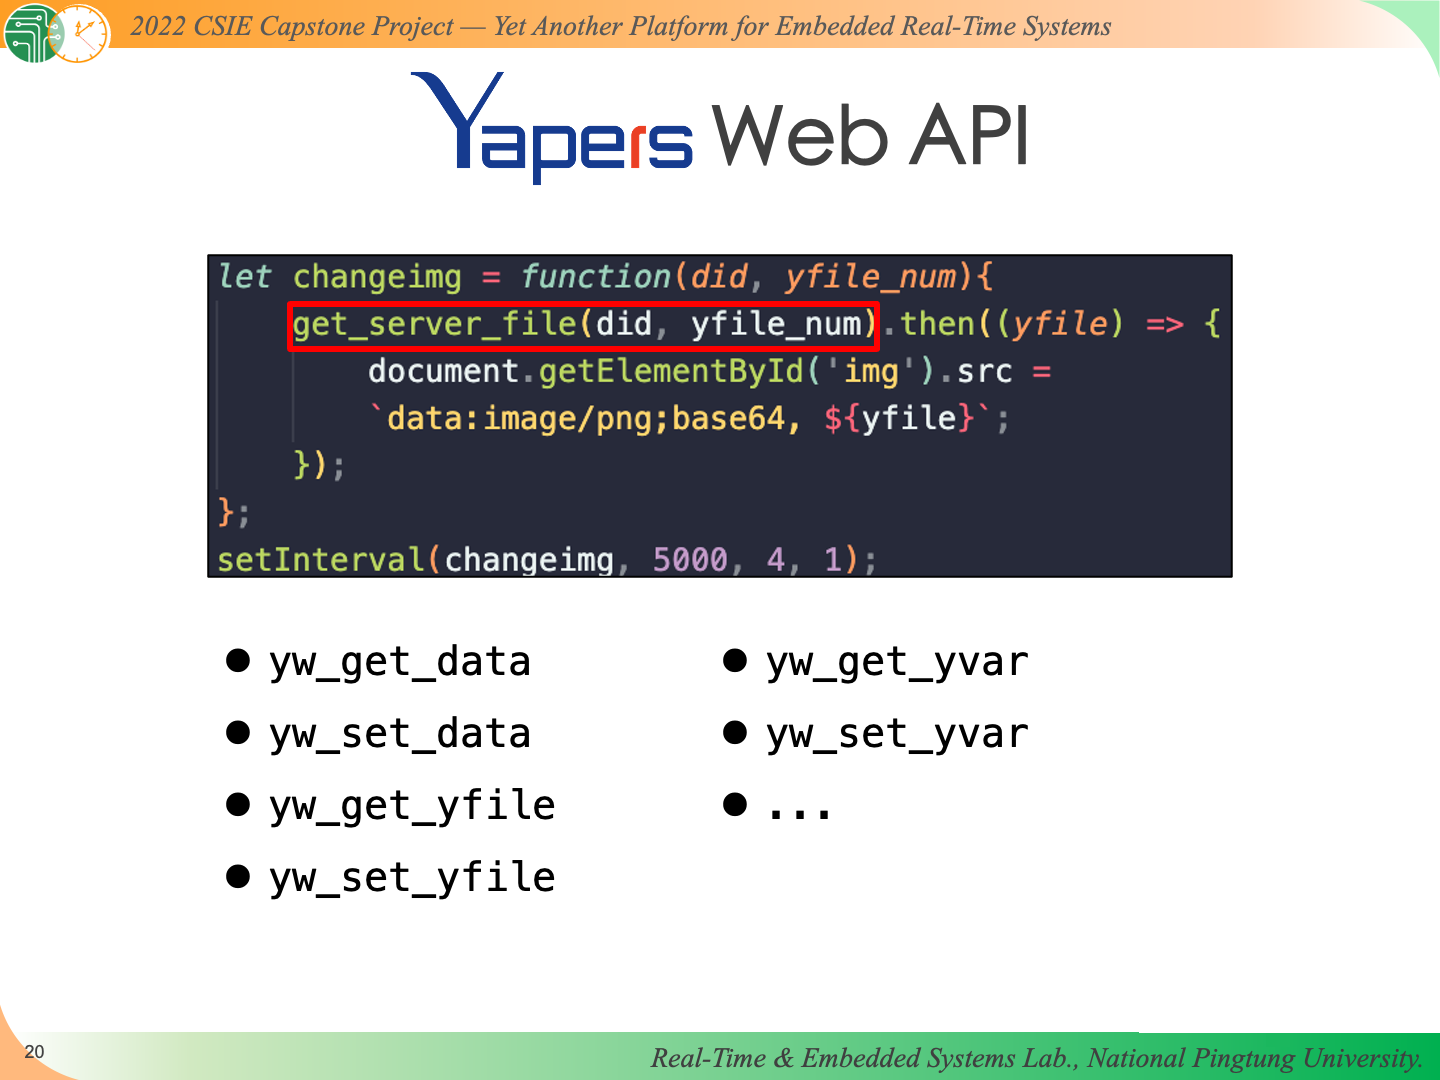 2022 CSIE Capstone Project — Yet Another Platform for Embedded Real-Time Systems
Yapers Web API
let changeimg = function(did, yfile_num){
get_server_file(did, yfile_num).then((yfile) => {
document.getElementById('img').src =
`data:image/png;base64, ${yfile}`;
});
};
setInterval(changeimg, 5000, 4, 1);
● yw_get_data
● yw_set_data
● yw_get_yfile
● yw_set_yfile
● yw_get_yvar
● yw_set_yvar
● ...
20
Real-Time & Embedded Systems Lab., National Pingtung University.